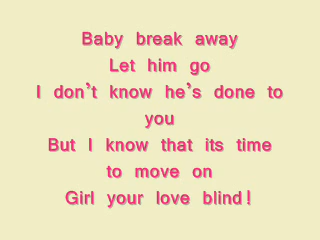 Baby break away
Let him go
I don't know he's done to
you
But I know that its time
to move on
Girl your love blind!